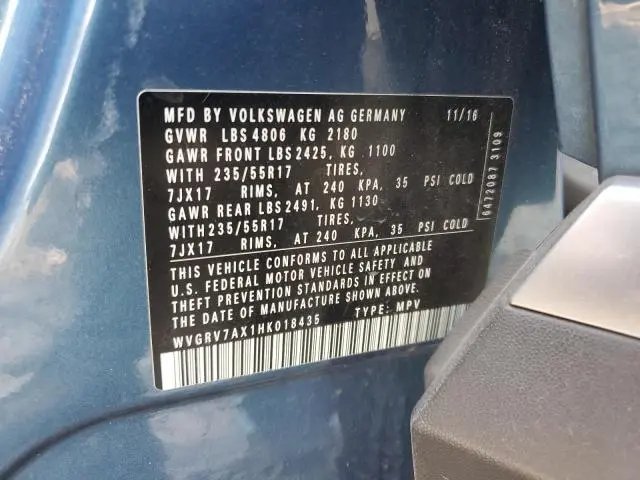 MFD BY VOLKSWAGEN AG GERMANY 11/16
GVWR LBS 4806 KG 2180
GAWR FRONT LBS 2425, KG 1100
WITH 235/55R17 TIRES,
7JX17 RIMS, AT 240 KPA, 35 PSI COLD
GAWR REAR LBS 2491, KG 1130
WITH 235/55R17 TIRES,
7JX17 RIMS, AT 240 KPA, 35 PSI COLD
THIS VEHICLE CONFORMS TO ALL APPLICABLE
U.S. FEDERAL MOTOR VEHICLE SAFETY AND
THEFT PREVENTION STANDARDS IN EFFECT ON
THE DATE OF MANUFACTURE SHOWN ABOVE.
WVGRV7AX1HK018435 TYPE: MPV
6472087 3109